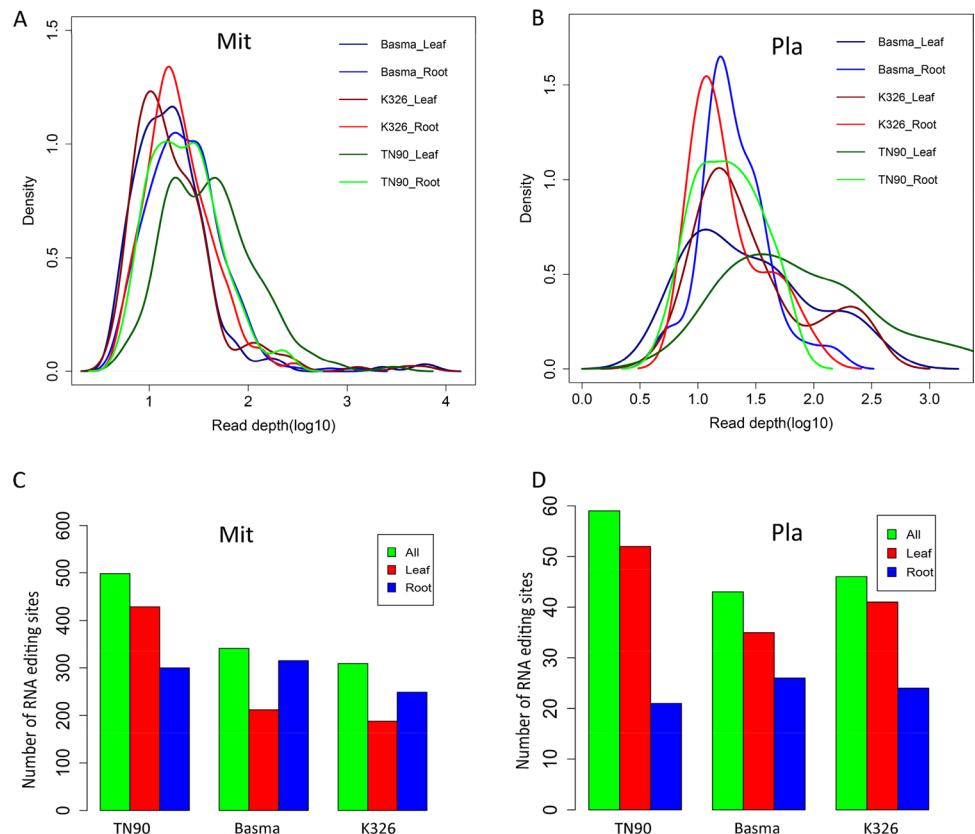 A
Mit
1.5
1.0
0.5
0.0
Density
Basma_Leaf
Basma_Root
K326_Leaf
K326_Root
TN90_Leaf
TN90_Root
1 2 3 4
Read depth(log10)
B
Pla
1.5
1.0
0.5
0.0
Density
Basma_Leaf
Basma_Root
K326_Leaf
K326_Root
TN90_Leaf
TN90_Root
0.0 0.5 1.0 1.5 2.0 2.5 3.0
Read depth(log10)
C
Mit
600
500
400
300
200
100
0
Number of RNA editing sites
All
Leaf
Root
TN90 Basma K326
D
Pla
60
50
40
30
20
10
0
Number of RNA editing sites
All
Leaf
Root
TN90 Basma K326